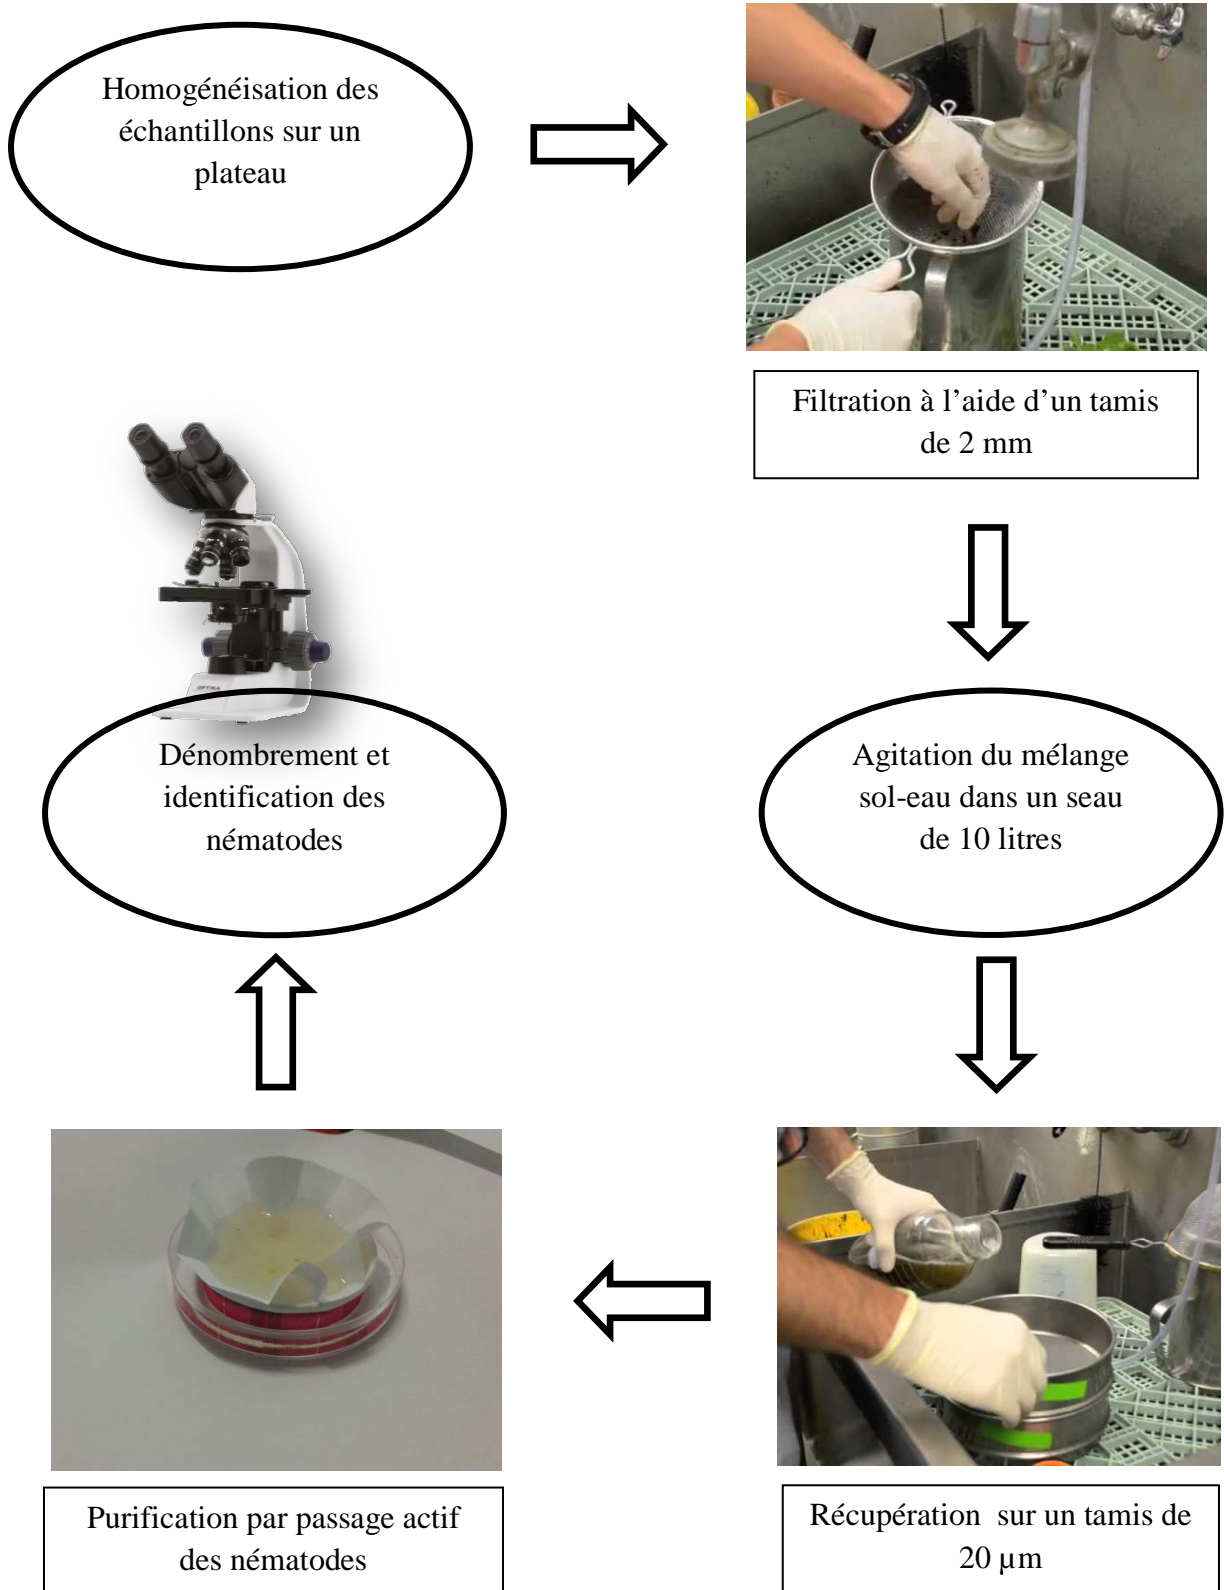 Homogénéisation des
échantillons sur un
plateau
Filtration à l’aide d’un tamis
de 2 mm
Agitation du mélange
sol-eau dans un seau
de 10 litres
Récupération  sur un tamis de
20 µm
Purification par passage actif
des nématodes
OPTIKA
Dénombrement et
identification des
nématodes